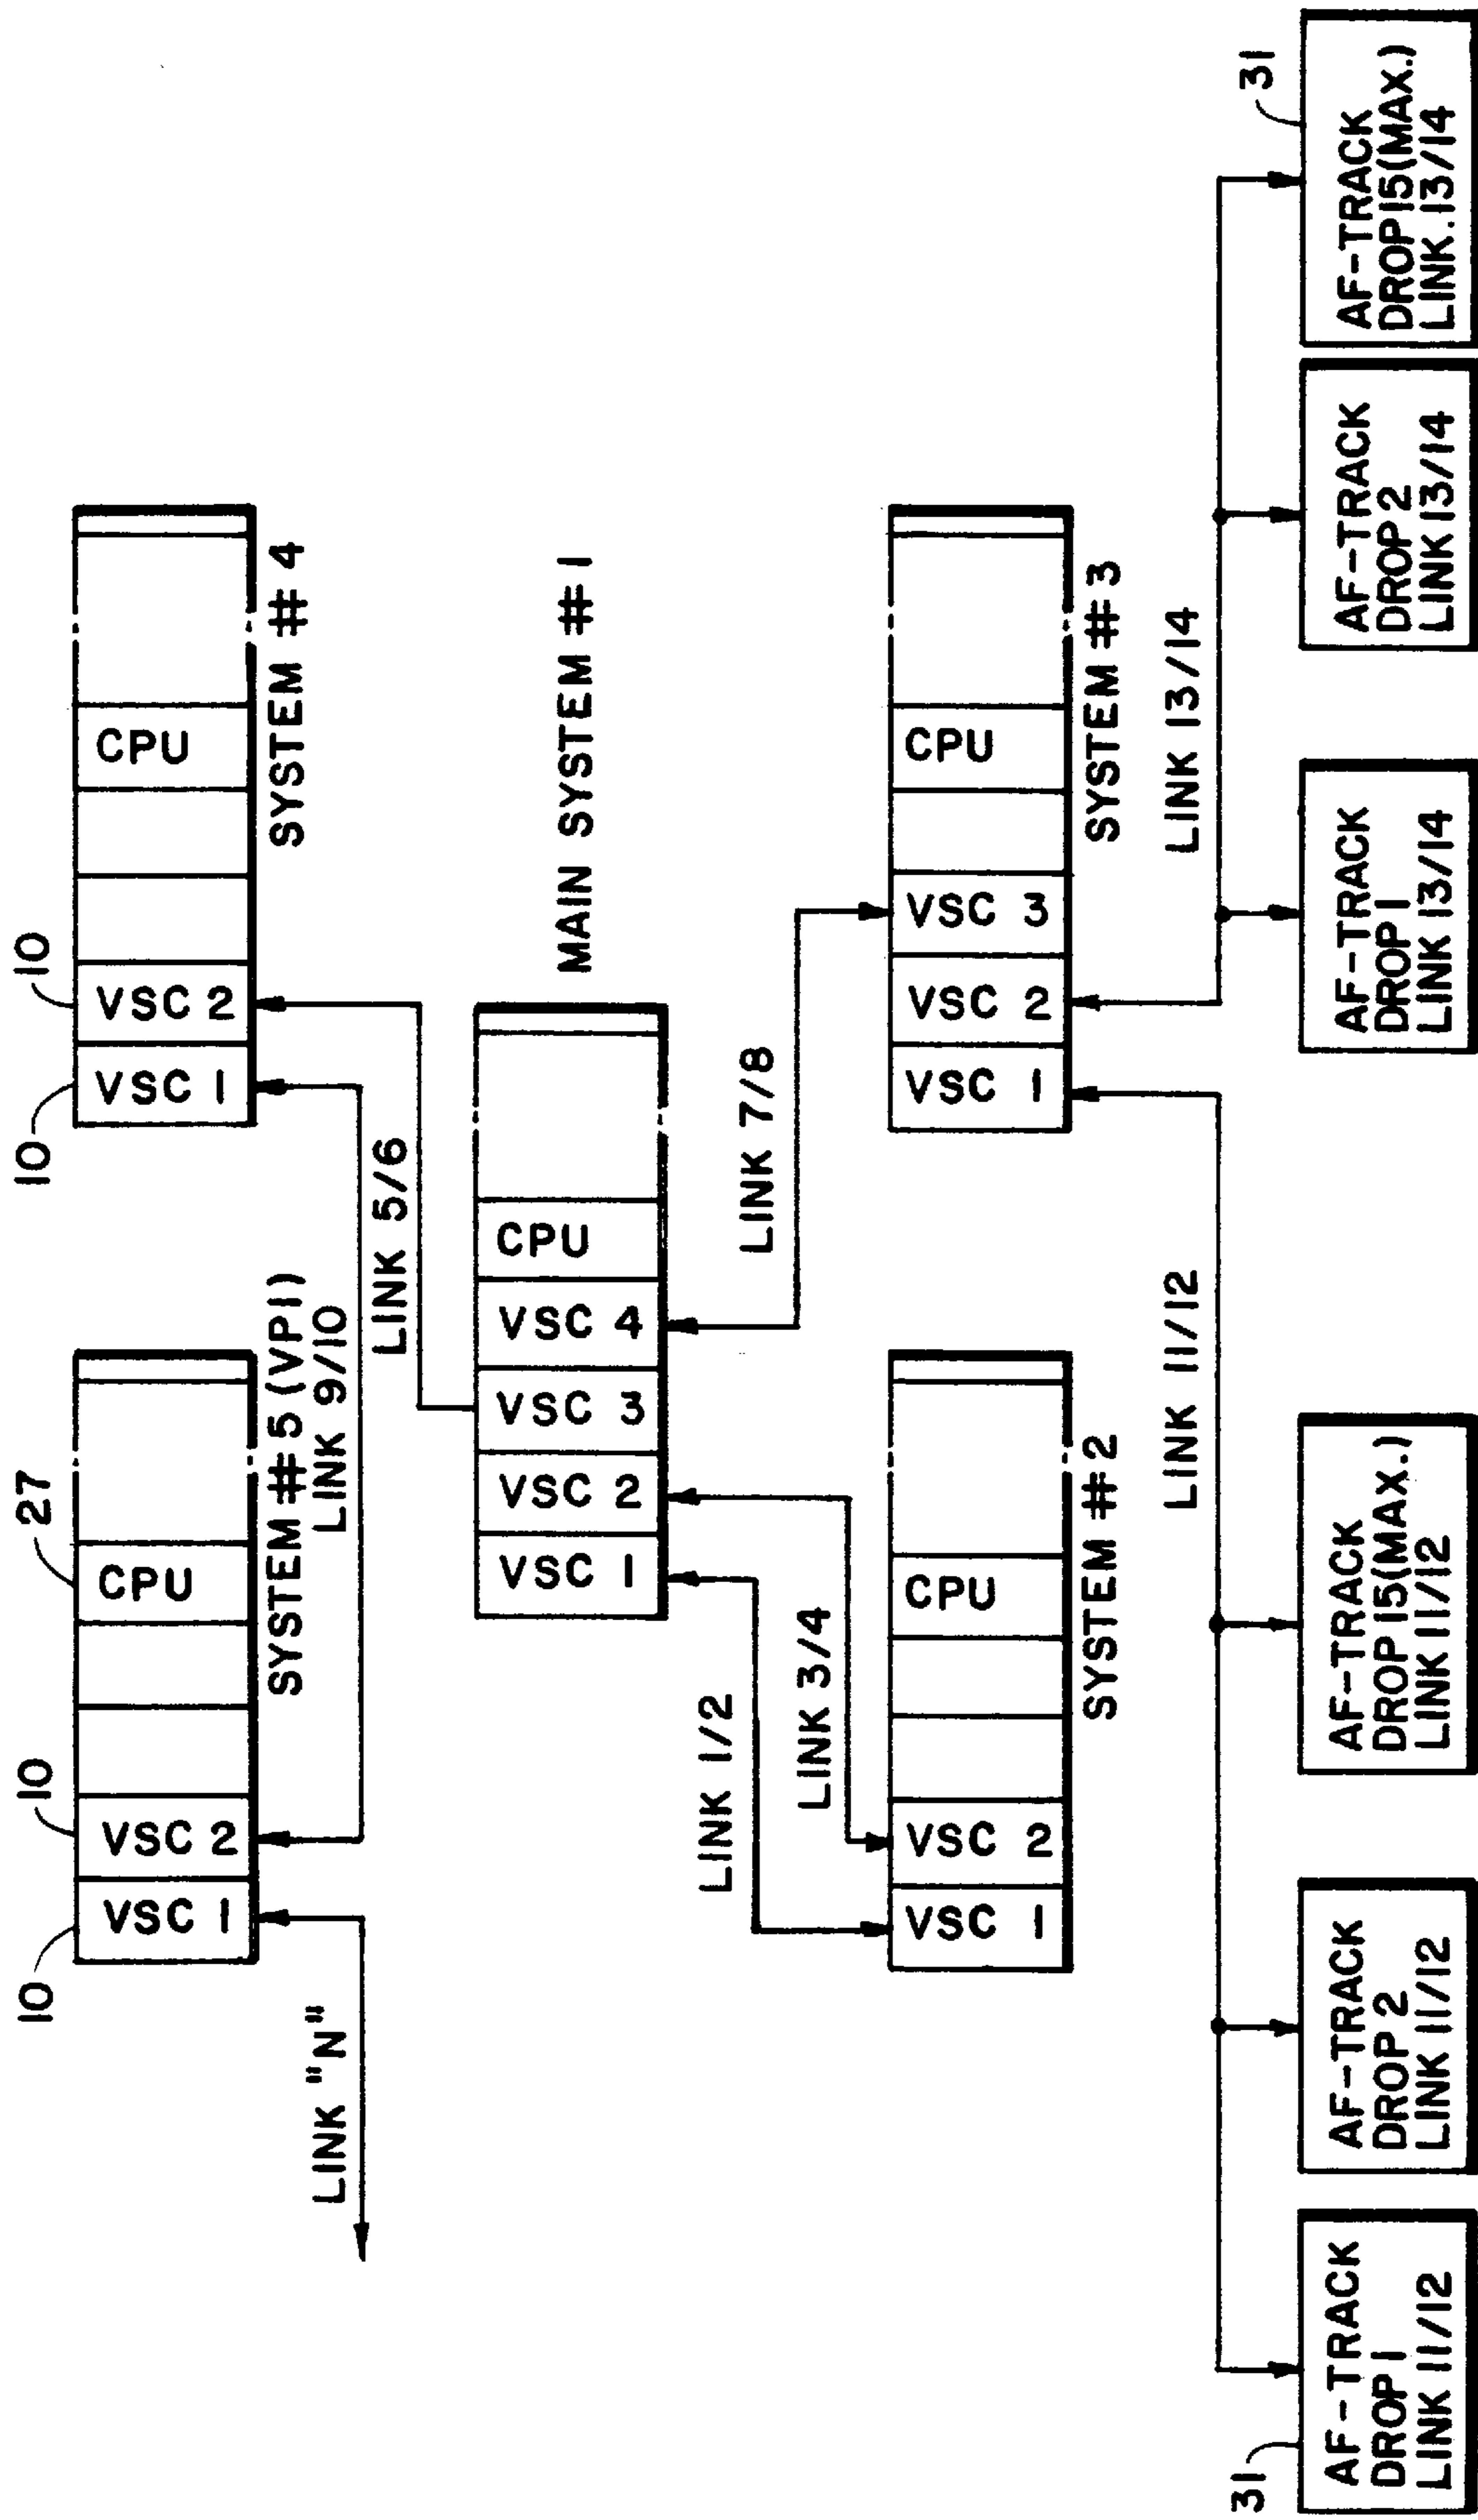 10
10
27
10
10
VSC 1
VSC 2
CPU
VSC 1
VSC 2
CPU
SYSTEM #5 (VPI)
SYSTEM # 4
LINK "N"
LINK 9/10
LINK 5/6
VSC 1
VSC 2
VSC 3
VSC 4
CPU
MAIN SYSTEM # 1
LINK 1/2
LINK 3/4
LINK 7/8
VSC 1
VSC 2
CPU
VSC 1
VSC 2
VSC 3
CPU
SYSTEM #2
SYSTEM #3
LINK 11/12
LINK 13/14
31
31
AF-TRACK
DROP 1
LINK 11/12
AF-TRACK
DROP 2
LINK 11/12
AF-TRACK
DROP 15(MAX.)
LINK 11/12
AF-TRACK
DROP 1
LINK 13/14
AF-TRACK
DROP 2
LINK 13/14
AF-TRACK
DROP 15(MAX.)
LINK.13/14